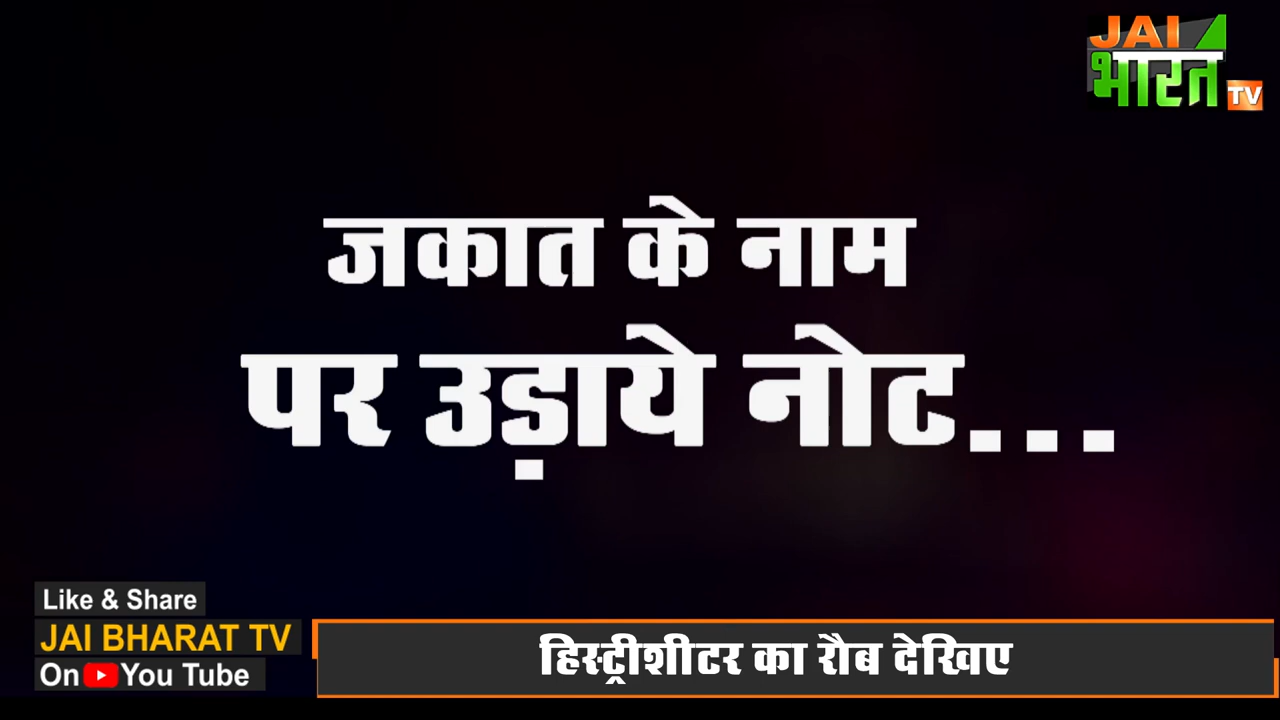 JAI
भारत
TV
जकात के नाम
पर उड़ाये नोट...
Like & Share
JAI BHARAT TV
On You Tube
हिस्ट्रीशीटर का रौब देखिए